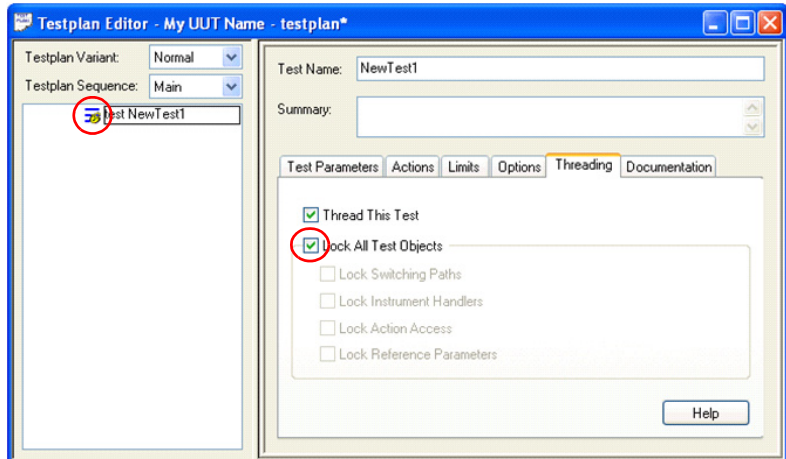 Testplan Editor - My UUT Name - testplan*
Testplan Variant: Normal
Testplan Sequence: Main
test NewTest1
Test Name: NewTest1
Summary:
Test Parameters Actions Limits Options Threading Documentation
Thread This Test
Lock All Test Objects
Lock Switching Paths
Lock Instrument Handlers
Lock Action Access
Lock Reference Parameters
Help